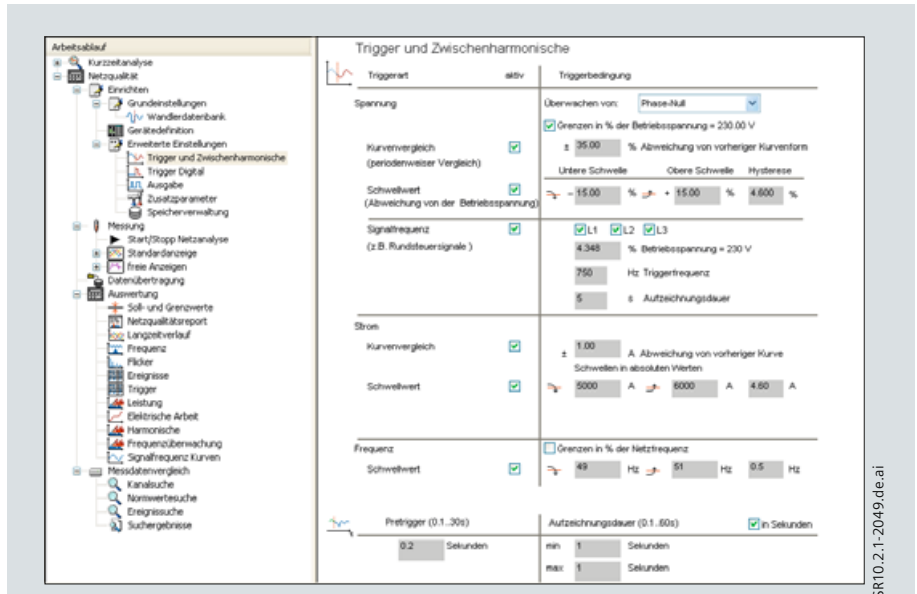 Arbeitsablauf
Kurzzeitanalyse
Netzqualität
Einrichten
Grundeinstellungen
Wandlerdatenbank
Gerätedefinition
Erweiterte Einstellungen
Trigger und Zwischenharmonische
Trigger Digital
Ausgabe
Zusatzparameter
Speicherverwaltung
Messung
Start/Stopp Netzanalyse
Standardanzeige
freie Anzeigen
Datenübertragung
Auswertung
Soll- und Grenzwerte
Netzqualitätsreport
Langzeitverlauf
Frequenz
Flicker
Ereignisse
Trigger
Leistung
Elektrische Arbeit
Harmonische
Frequenzüberwachung
Signalfrequenz Kurven
Messdatenvergleich
Kanalsuche
Normwertesuche
Ereignissuche
Suchergebnisse
Trigger und Zwischenharmonische
Triggerart aktiv Triggerbedingung
Spannung Überwachen von: Phase-Null
Grenzen in % der Betriebsspannung = 230.00 V
Kurvenvergleich ± 35.00 % Abweichung von vorheriger Kurvenform
(periodenweiser Vergleich)
Untere Schwelle Obere Schwelle Hysterese
Schwellwert − 15.00 % + 15.00 % 4.600 %
(Abweichung von der Betriebsspannung)
Signalfrequenz L1 L2 L3
(z.B. Rundsteuersignale ) 4.348 % Betriebsspannung = 230 V
750 Hz Triggerfrequenz
5 s Aufzeichnungsdauer
Strom
Kurvenvergleich ± 1.00 A Abweichung von vorheriger Kurve
Schwellen in absoluten Werten
Schwellwert 5000 A 6000 A 4.60 A
Frequenz Grenzen in % der Netzfrequenz
Schwellwert 49 Hz 51 Hz 0.5 Hz
Pretrigger (0.1..30s) Aufzeichnungsdauer (0.1..60s) in Sekunden
0.2 Sekunden min 1 Sekunden
max 1 Sekunden
SR10.2.1-2049.de.ai